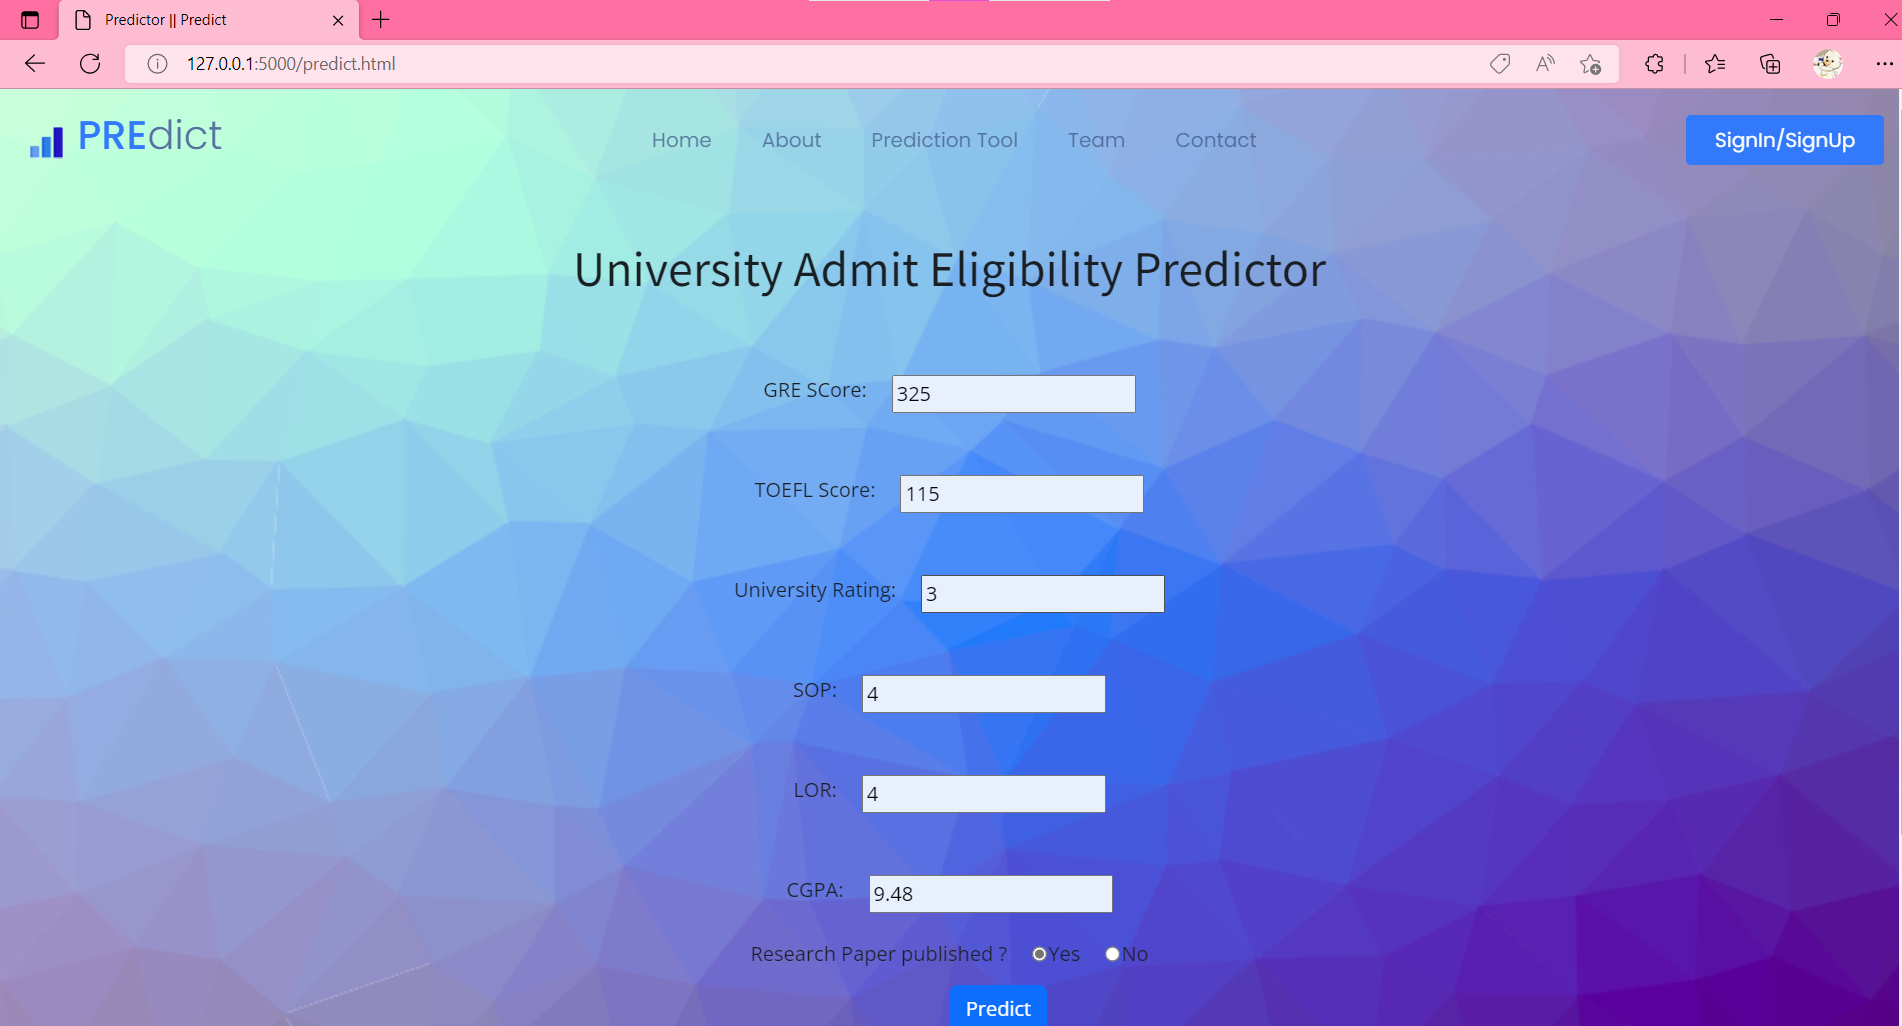 Predictor || Predict
127.0.0.1:5000/predict.html
PREdict
Home About Prediction Tool Team Contact
SignIn/SignUp
University Admit Eligibility Predictor
GRE SCore: 325
TOEFL Score: 115
University Rating: 3
SOP: 4
LOR: 4
CGPA: 9.48
Research Paper published ? Yes No
Predict